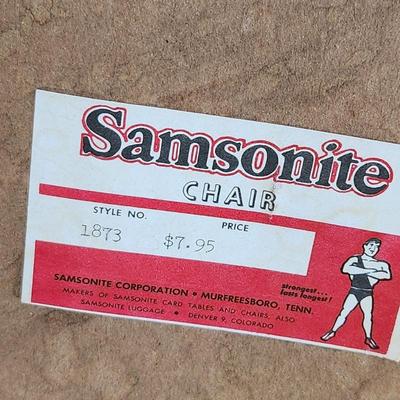 Samsonite
CHAIR
STYLE NO. PRICE
1873 $7.95
strongest...
lasts longest!
SAMSONITE CORPORATION • MURFREESBORO, TENN.
MAKERS OF SAMSONITE CARD TABLES AND CHAIRS, ALSO
SAMSONITE LUGGAGE • DENVER 9, COLORADO